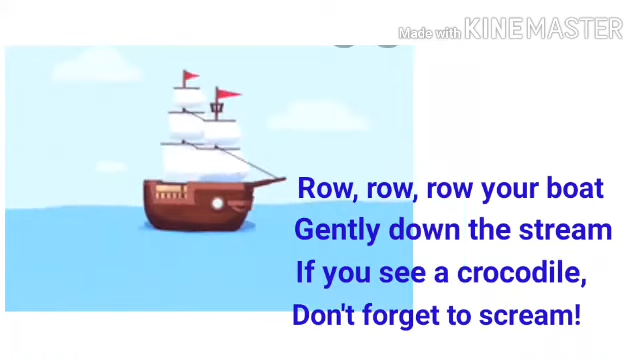 Made with KINEMASTER
Row, row, row your boat
Gently down the stream
If you see a crocodile,
Don't forget to scream!